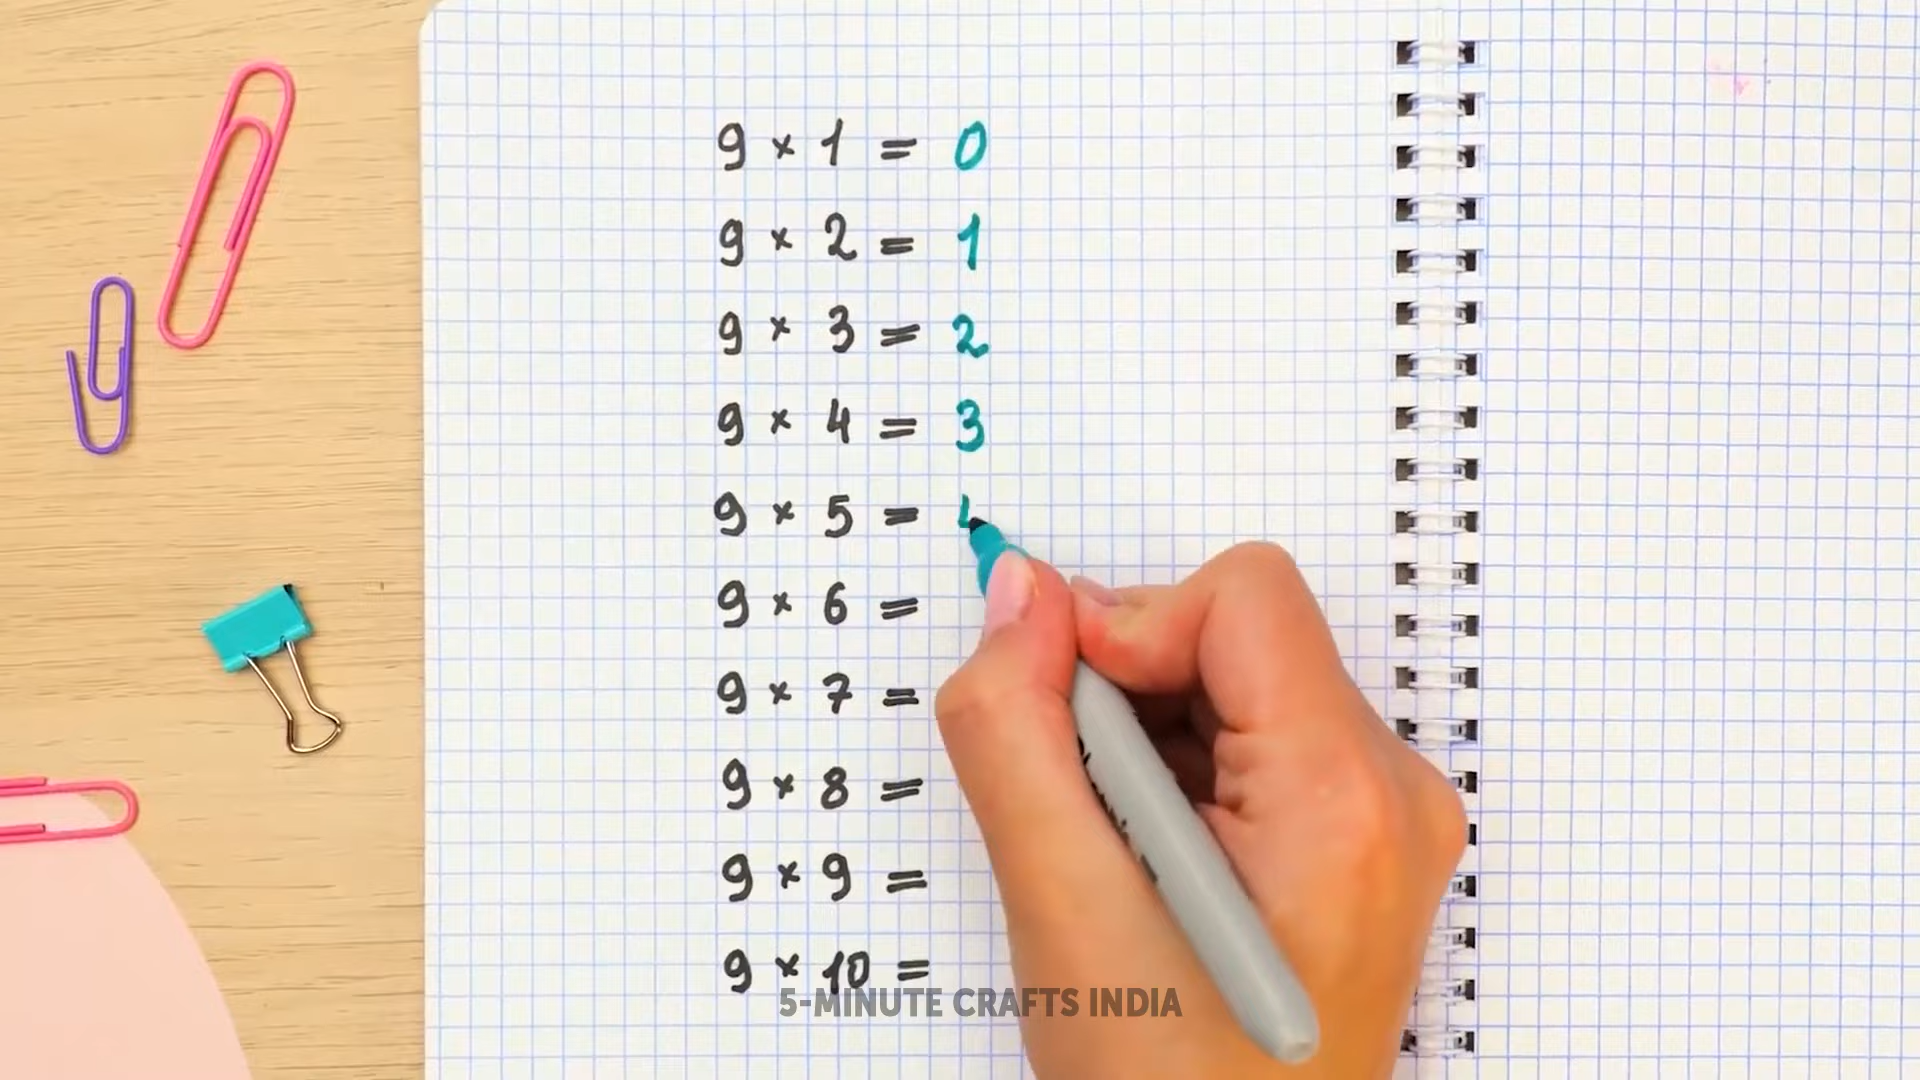 9 × 1 = 0
9 × 2 = 1
9 × 3 = 2
9 × 4 = 3
9 × 5 = 4
9 × 6 =
9 × 7 =
9 × 8 =
9 × 9 =
9 × 10 =
5-MINUTE CRAFTS INDIA